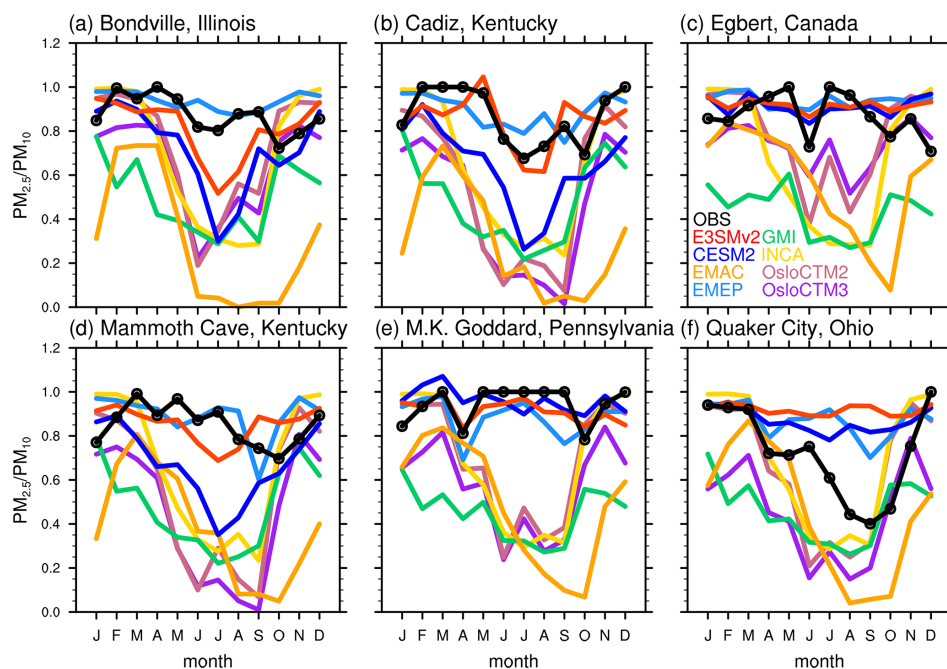 (a) Bondville, Illinois
(b) Cadiz, Kentucky
(c) Egbert, Canada
1.2
1.0
0.8
0.6
0.4
0.2
0.0
PM2.5/PM10
OBS
E3SMv2 GMI
CESM2 INCA
EMAC OsloCTM2
EMEP OsloCTM3
(d) Mammoth Cave, Kentucky
(e) M.K. Goddard, Pennsylvania
(f) Quaker City, Ohio
1.2
1.0
0.8
0.6
0.4
0.2
0.0
PM2.5/PM10
J F M A M J J A S O N D
J F M A M J J A S O N D
J F M A M J J A S O N D
month
month
month